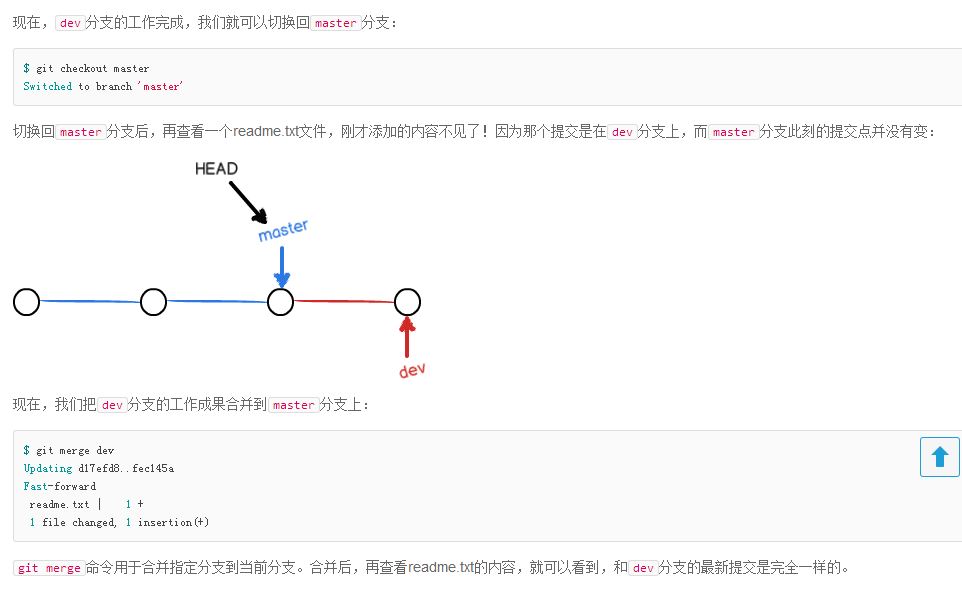 现在，dev分支的工作完成，我们就可以切换回master分支：
$ git checkout master
Switched to branch 'master'
切换回master分支后，再查看一个readme.txt文件，刚才添加的内容不见了！因为那个提交是在dev分支上，而master分支此刻的提交点并没有变：
HEAD
master
dev
现在，我们把dev分支的工作成果合并到master分支上：
$ git merge dev
Updating d17efd8..fec145a
Fast-forward
readme.txt | 1 +
1 file changed, 1 insertion(+)
git merge命令用于合并指定分支到当前分支。合并后，再查看readme.txt的内容，就可以看到，和dev分支的最新提交是完全一样的。